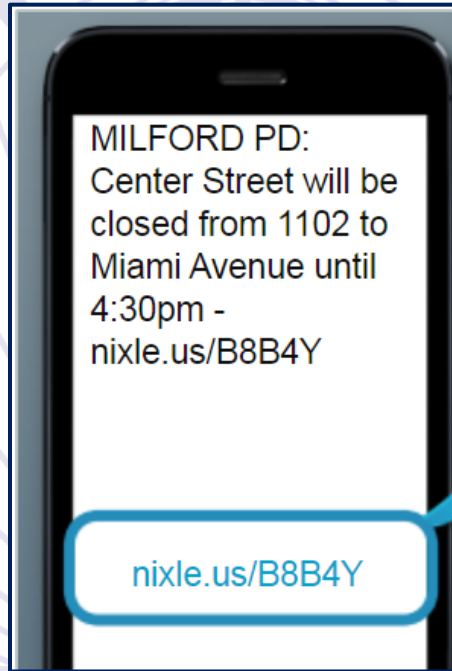 MILFORD PD:
Center Street will be
closed from 1102 to
Miami Avenue until
4:30pm -
nixle.us/B8B4Y
nixle.us/B8B4Y